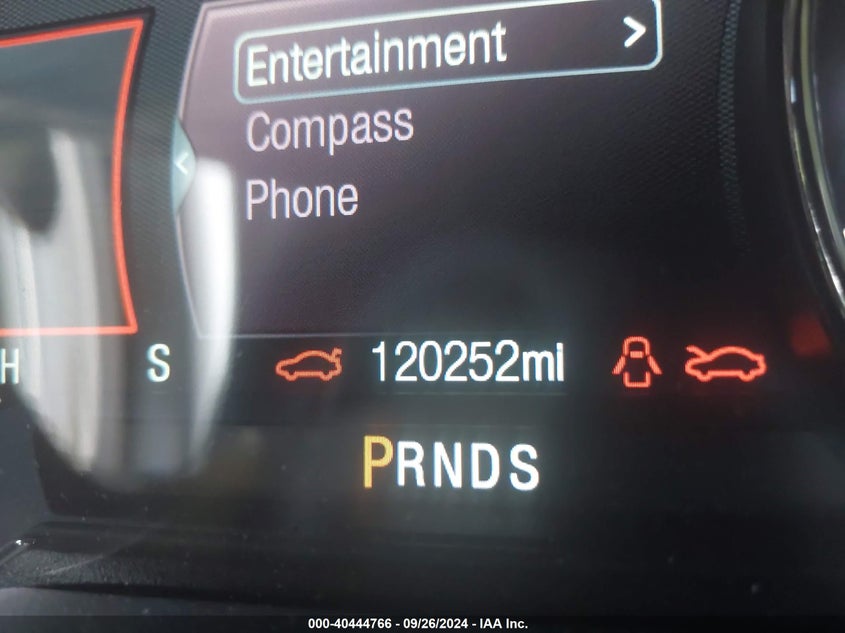 Entertainment >
Compass
Phone
<
H
S
120252mi
PRNDS
000-40444766 - 09/26/2024 - IAA Inc.